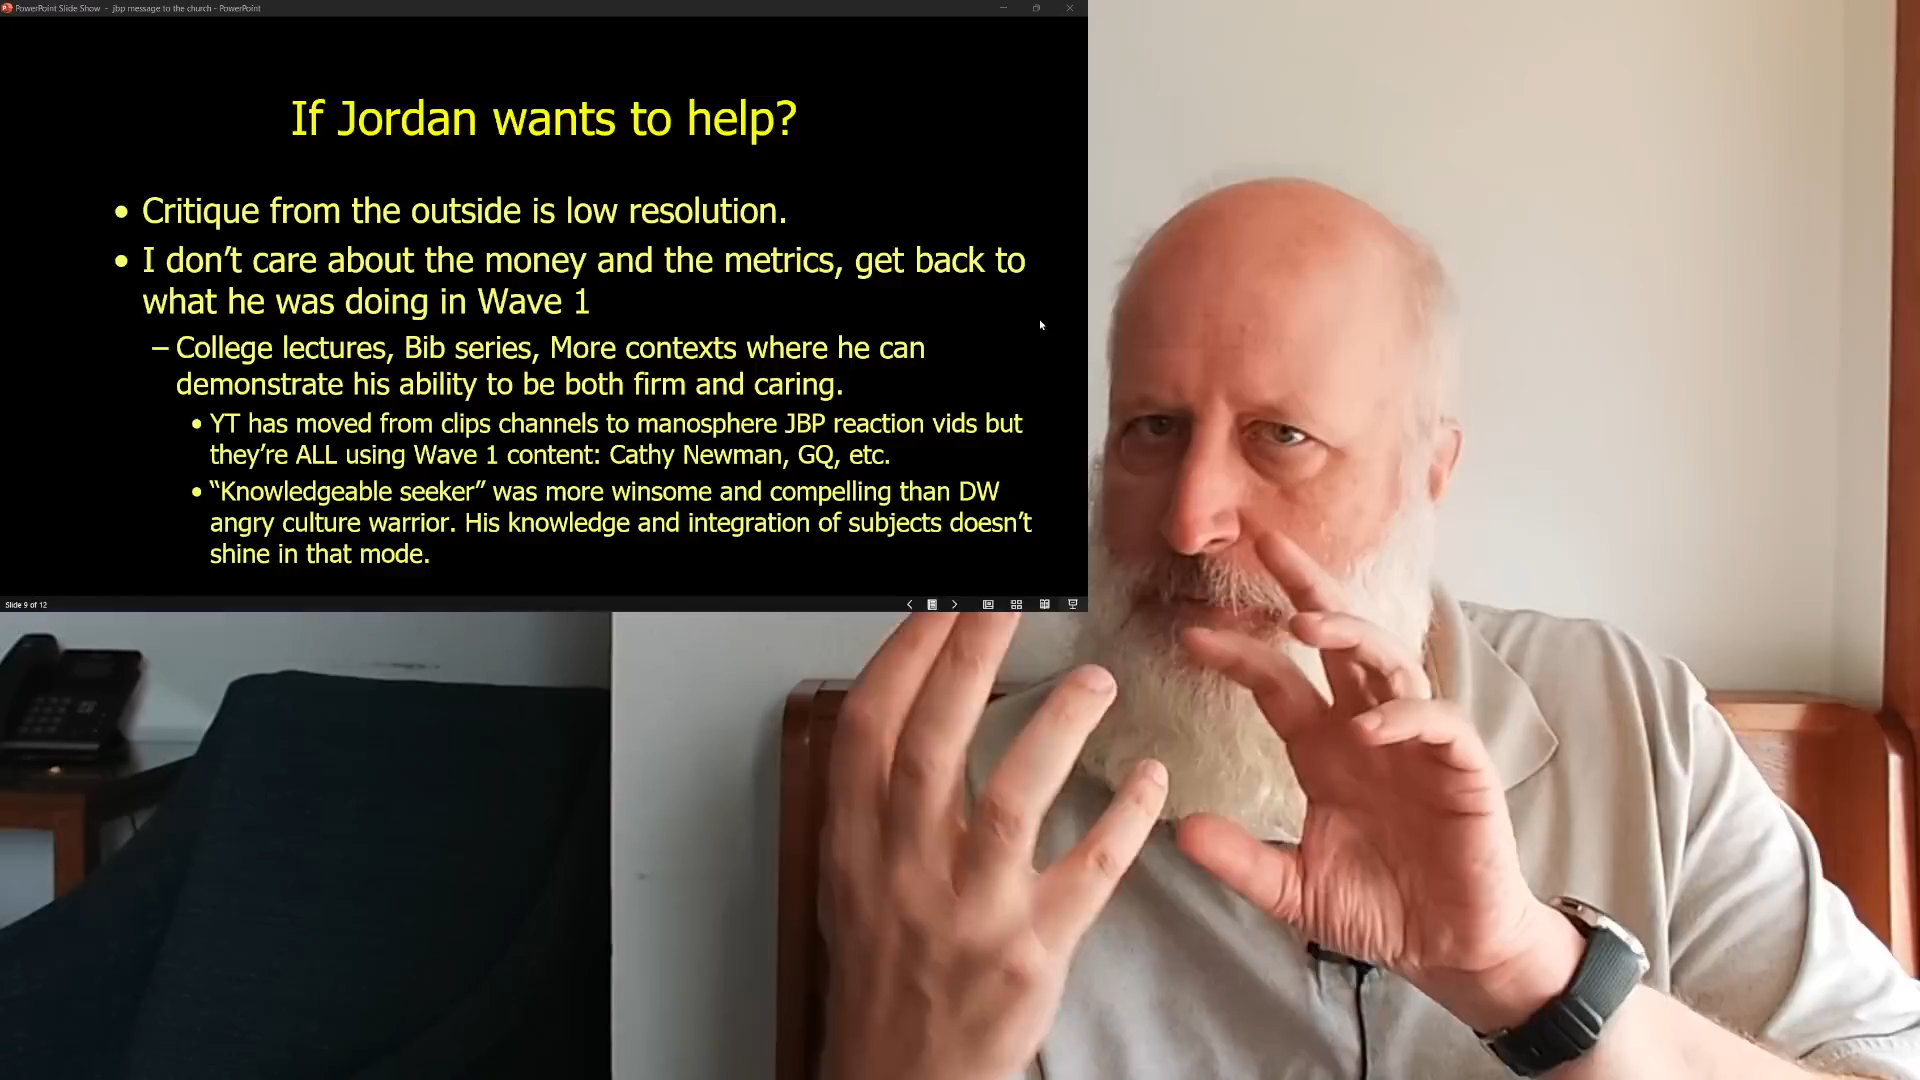 PowerPoint Slide Show - jbp message to the church - PowerPoint
If Jordan wants to help?
• Critique from the outside is low resolution.
• I don’t care about the money and the metrics, get back to
what he was doing in Wave 1
– College lectures, Bib series, More contexts where he can
demonstrate his ability to be both firm and caring.
• YT has moved from clips channels to manosphere JBP reaction vids but
they’re ALL using Wave 1 content: Cathy Newman, GQ, etc.
• “Knowledgeable seeker” was more winsome and compelling than DW
angry culture warrior. His knowledge and integration of subjects doesn’t
shine in that mode.
Slide 9 of 12